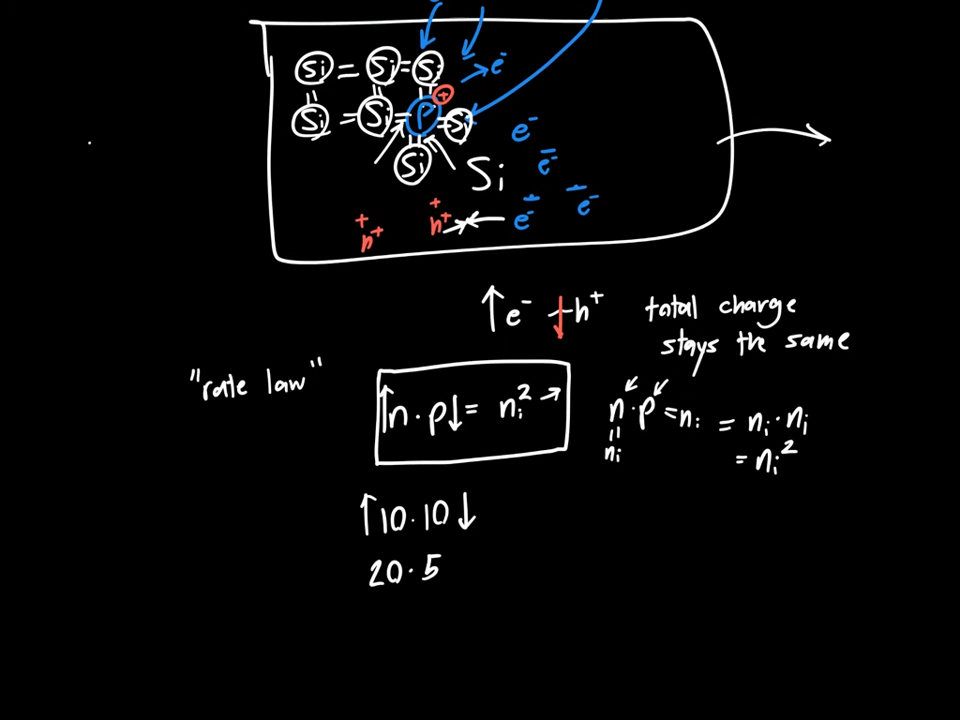 Si = Si = Si → e⁻
Si = Si = P ⊕ = Si
e⁻
Si
Si
e⁻
e⁻
h⁺
h⁺
e⁻
↑ e⁻ ↓ h⁺
total charge
stays the same
"rate law"
↑n · p↓ = nᵢ² →
n · p = nᵢ = nᵢ · nᵢ
nᵢ
= nᵢ²
↑10 · 10↓
20 · 5